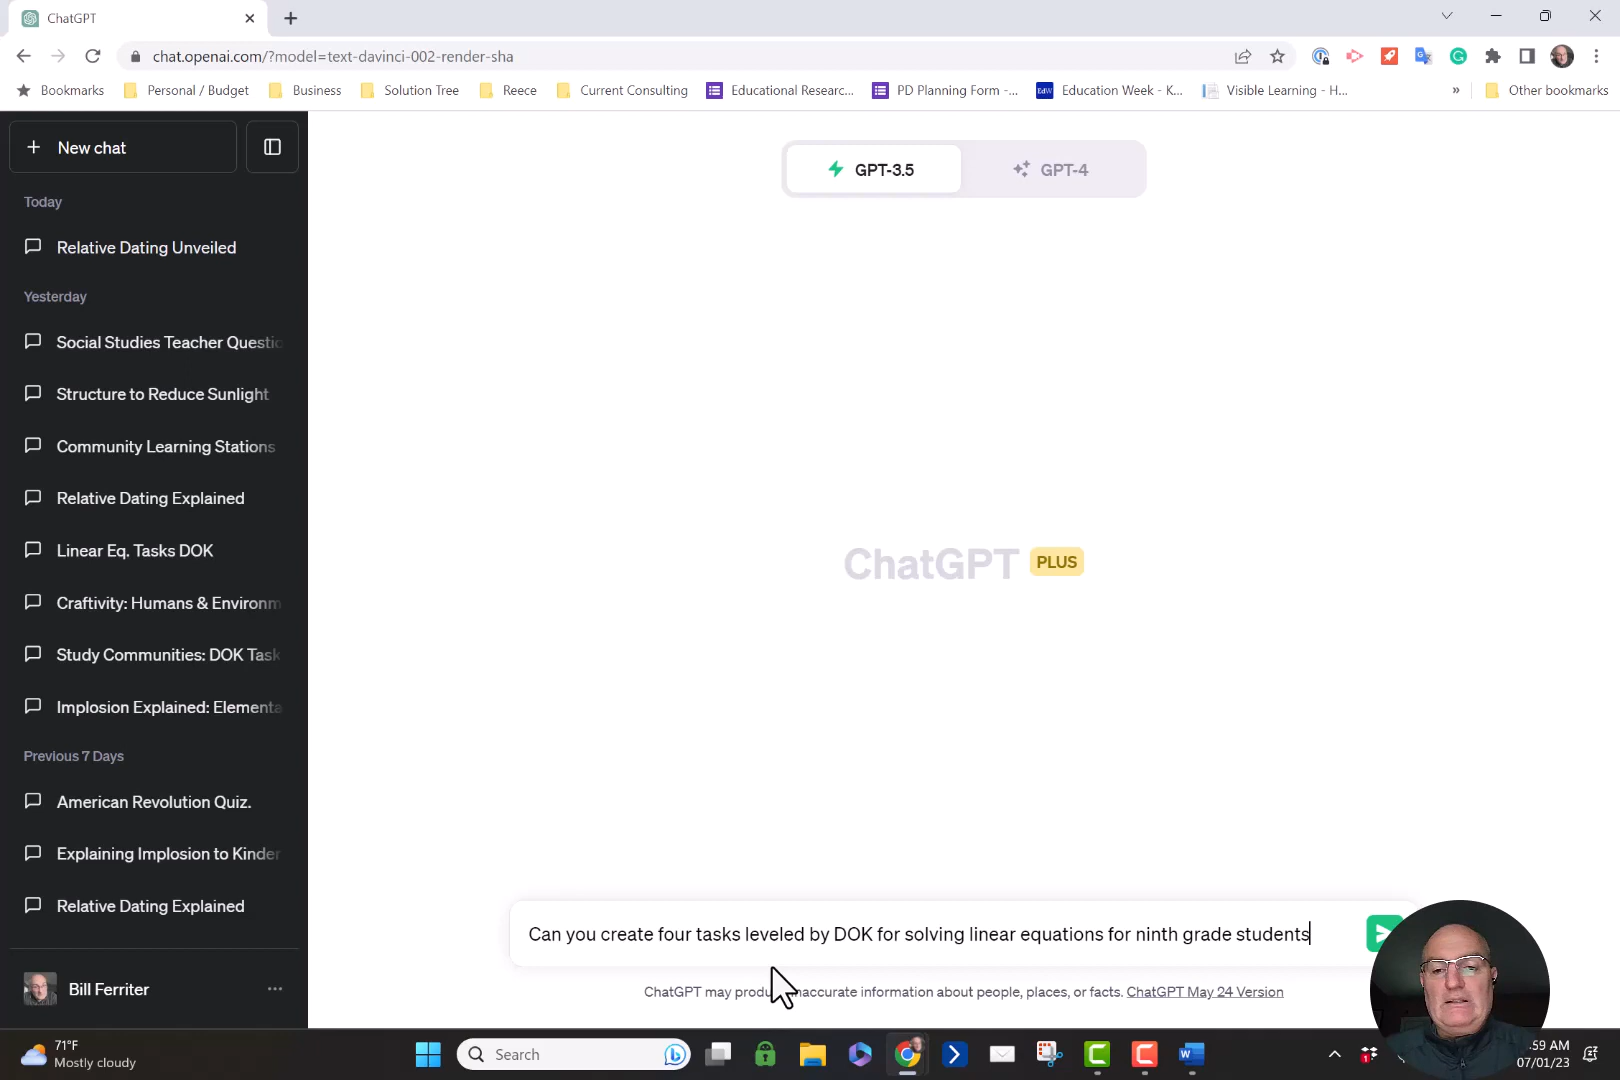 ChatGPT
chat.openai.com/?model=text-davinci-002-render-sha
Bookmarks
Personal / Budget
Business
Solution Tree
Reece
Current Consulting
Educational Researc...
PD Planning Form -...
EdW
Education Week - K...
Visible Learning - H...
»
Other bookmarks
+ New chat
Today
Relative Dating Unveiled
Yesterday
Social Studies Teacher Questio
Structure to Reduce Sunlight
Community Learning Stations
Relative Dating Explained
Linear Eq. Tasks DOK
Craftivity: Humans & Environm
Study Communities: DOK Task
Implosion Explained: Elementa
Previous 7 Days
American Revolution Quiz.
Explaining Implosion to Kinder
Relative Dating Explained
Bill Ferriter
GPT-3.5
GPT-4
ChatGPT PLUS
Can you create four tasks leveled by DOK for solving linear equations for ninth grade students
ChatGPT may produ accurate information about people, places, or facts. ChatGPT May 24 Version
71°F
Mostly cloudy
Search
1
:59 AM
07/01/23